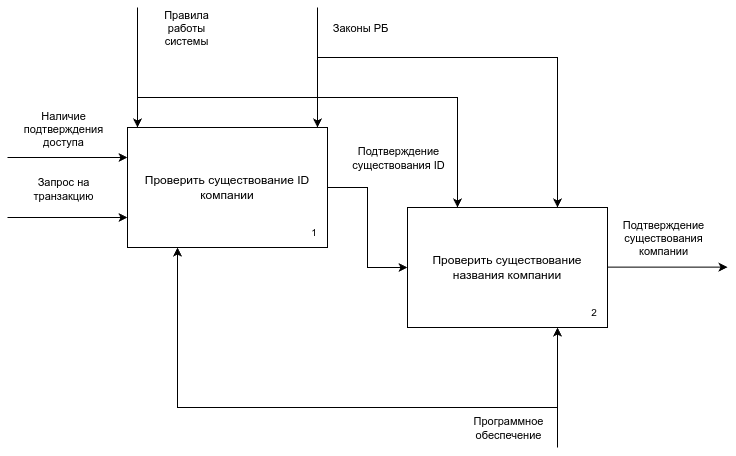 Правила
работы
системы
Законы РБ
Наличие
подтверждения
доступа
Запрос на
транзакцию
Проверить существование ID
компании
1
Подтверждение
существования ID
Проверить существование
названия компании
2
Подтверждение
существования
компании
Программное
обеспечение